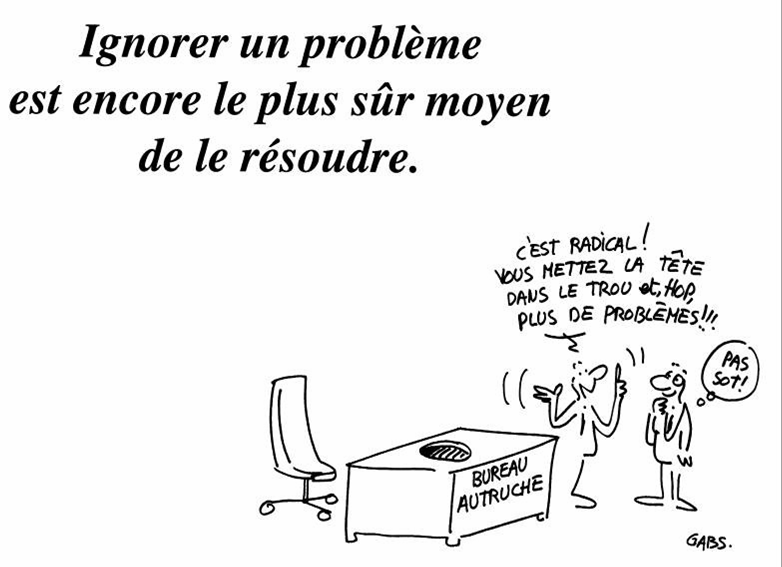 Ignorer un problème
est encore le plus sûr moyen
de le résoudre.
C'EST RADICAL!
VOUS METTEZ LA TÊTE
DANS LE TROU et, HOP,
PLUS DE PROBLÊMES!!!
PAS
SOT!
BUREAU
AUTRUCHE
GABS.